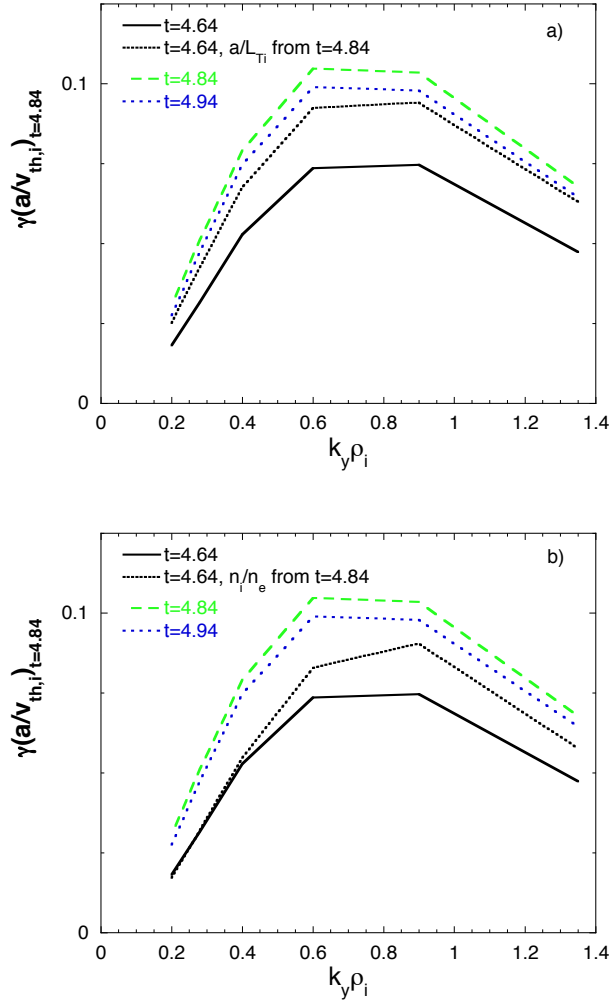 a)
t=4.64
t=4.64, a/L_Ti from t=4.84
t=4.84
t=4.94
0.1
0
γ(a/v_th,i)_t=4.84
0 0.2 0.4 0.6 0.8 1 1.2 1.4
k_yρ_i
b)
t=4.64
t=4.64, n_i/n_e from t=4.84
t=4.84
t=4.94
0.1
0
γ(a/v_th,i)_t=4.84
0 0.2 0.4 0.6 0.8 1 1.2 1.4
k_yρ_i